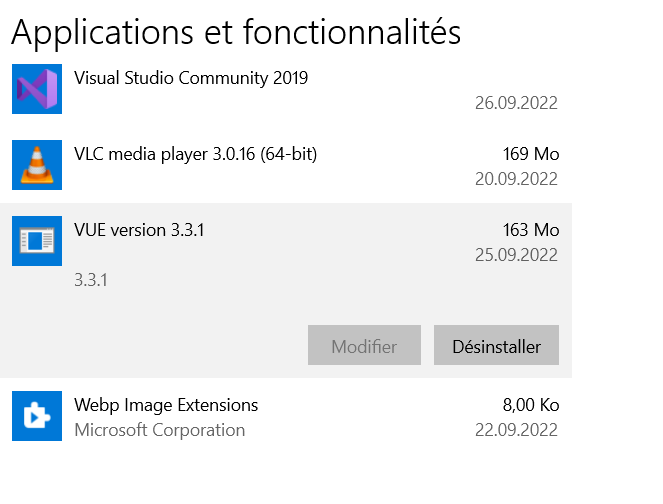 Applications et fonctionnalités
Visual Studio Community 2019
26.09.2022
VLC media player 3.0.16 (64-bit)
169 Mo
20.09.2022
VUE version 3.3.1
163 Mo
25.09.2022
3.3.1
Modifier
Désinstaller
Webp Image Extensions
8,00 Ko
Microsoft Corporation
22.09.2022